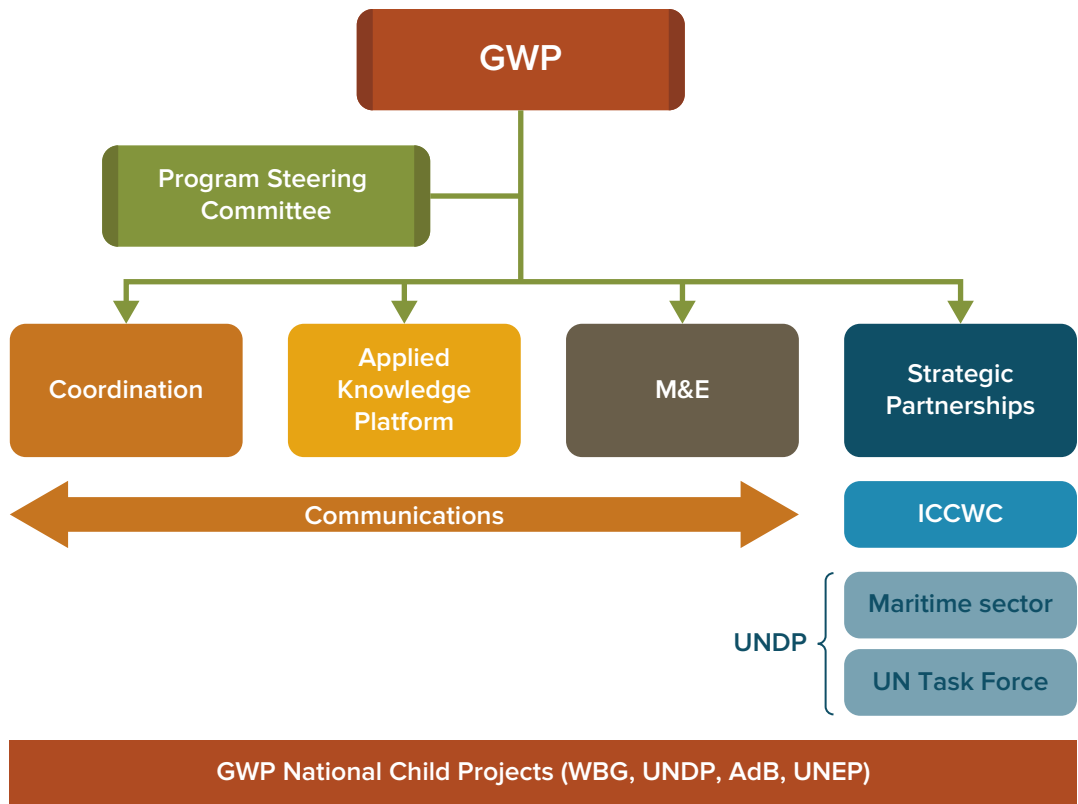 GWP
Program Steering
Committee
Coordination
Applied
Knowledge
Platform
M&E
Strategic
Partnerships
Communications
ICCWC
Maritime sector
UNDP
UN Task Force
GWP National Child Projects (WBG, UNDP, AdB, UNEP)